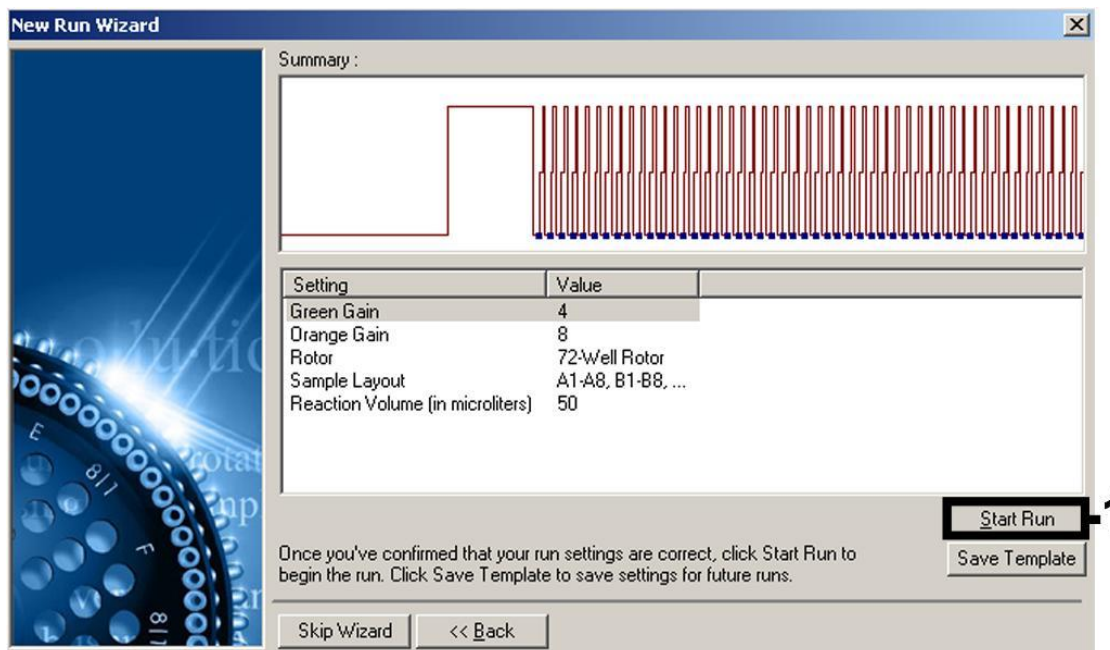 New Run Wizard
Summary :
Setting Value
Green Gain 4
Orange Gain 8
Rotor 72-Well Rotor
Sample Layout A1-A8, B1-B8, ...
Reaction Volume (in microliters) 50
Start Run
Once you've confirmed that your run settings are correct, click Start Run to
begin the run. Click Save Template to save settings for future runs.
Save Template
Skip Wizard << Back
E
8/1
F
8/1